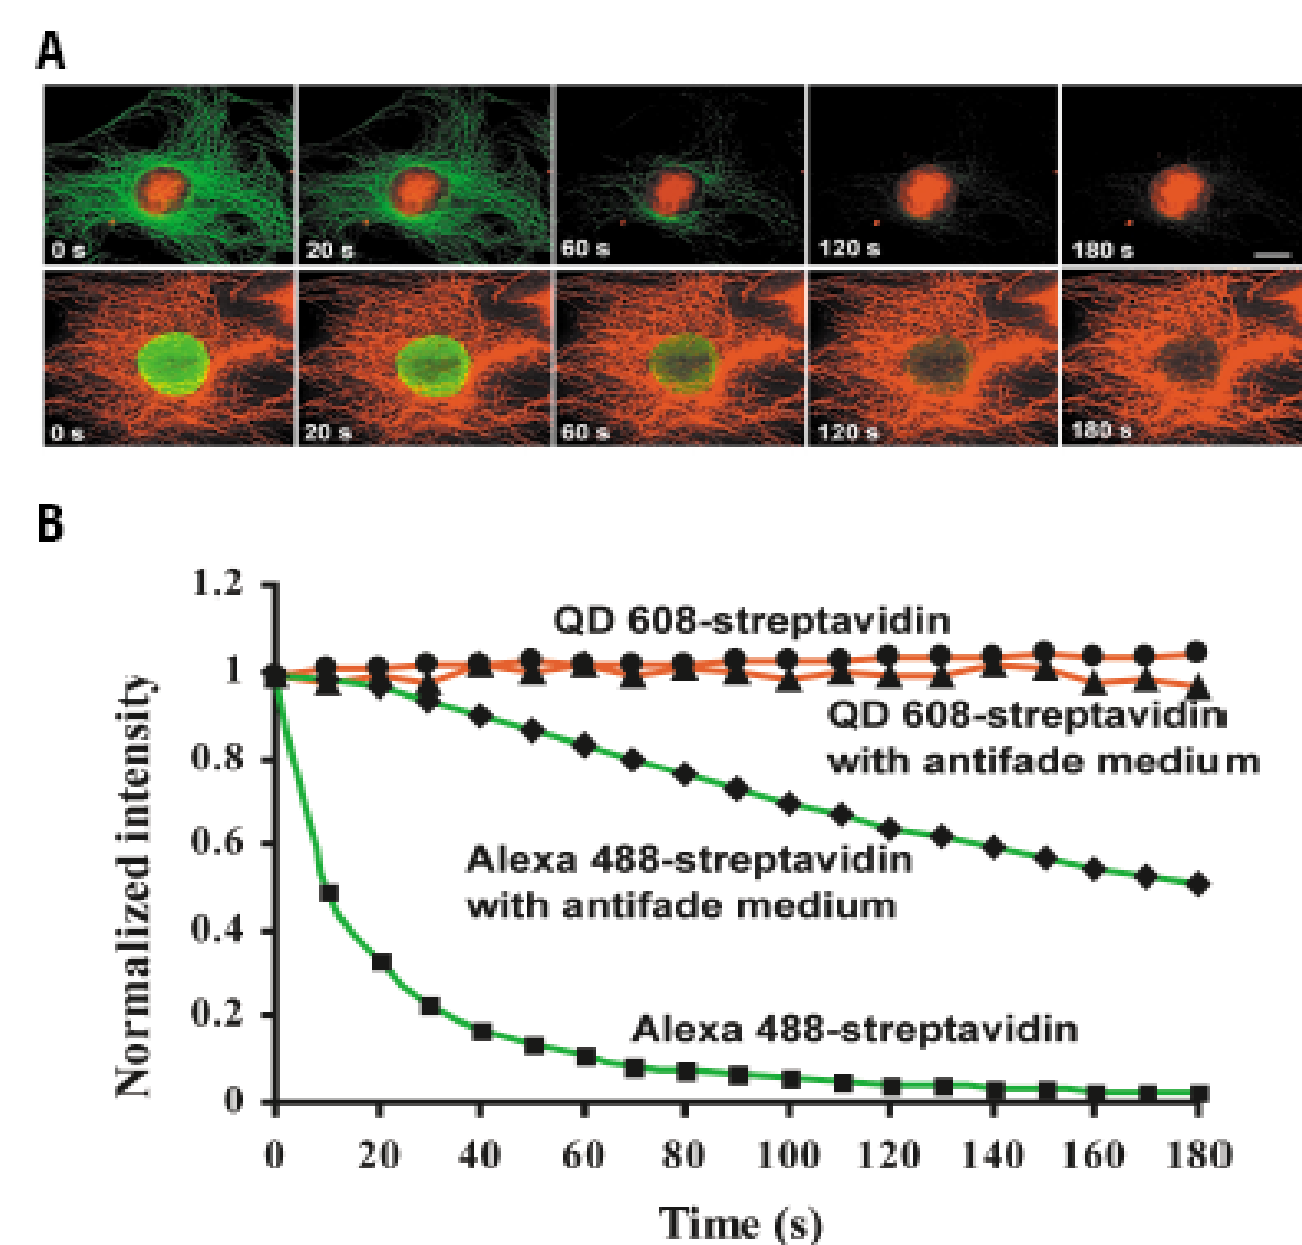 A
0 s
20 s
60 s
120 s
180 s
0 s
20 s
60 s
120 s
180 s
B
1.2
1
0.8
0.6
0.4
0.2
0
Normalized intensity
QD 608-streptavidin
QD 608-streptavidin
with antifade medium
Alexa 488-streptavidin
with antifade medium
Alexa 488-streptavidin
0 20 40 60 80 100 120 140 160 180
Time (s)